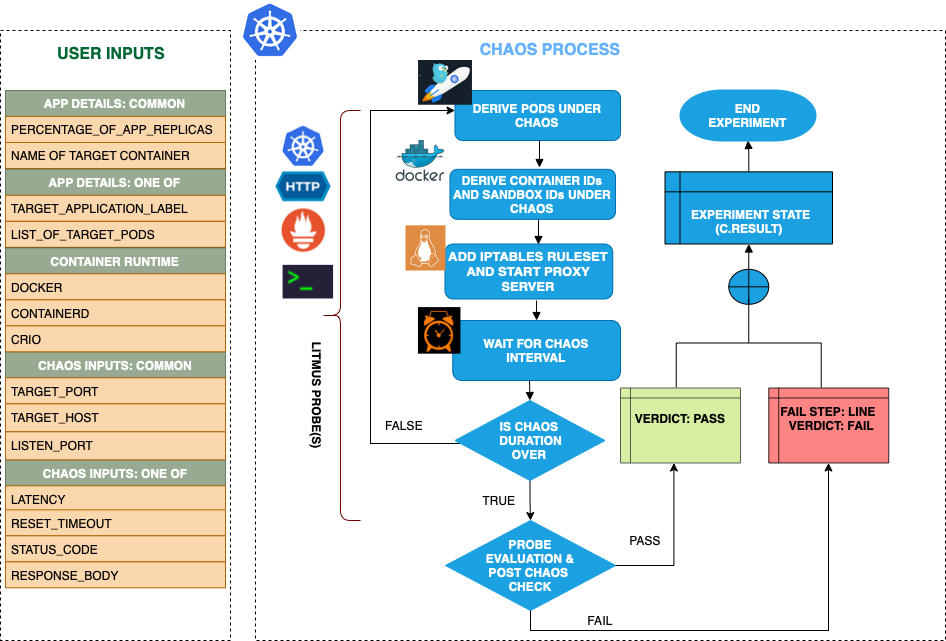 USER INPUTS
APP DETAILS: COMMON
PERCENTAGE_OF_APP_REPLICAS
NAME OF TARGET CONTAINER
APP DETAILS: ONE OF
TARGET_APPLICATION_LABEL
LIST_OF_TARGET_PODS
CONTAINER RUNTIME
DOCKER
CONTAINERD
CRIO
CHAOS INPUTS: COMMON
TARGET_PORT
TARGET_HOST
LISTEN_PORT
CHAOS INPUTS: ONE OF
LATENCY
RESET_TIMEOUT
STATUS_CODE
RESPONSE_BODY
CHAOS PROCESS
HTTP
>_
LITMUS PROBE(S)
DERIVE PODS UNDER
CHAOS
docker
DERIVE CONTAINER IDs
AND SANDBOX IDs UNDER
CHAOS
ADD IPTABLES RULESET
AND START PROXY
SERVER
WAIT FOR CHAOS
INTERVAL
IS CHAOS
DURATION
OVER
FALSE
TRUE
PROBE
EVALUATION &
POST CHAOS
CHECK
PASS
FAIL
VERDICT: PASS
FAIL STEP: LINE
VERDICT: FAIL
EXPERIMENT STATE
(C.RESULT)
END
EXPERIMENT